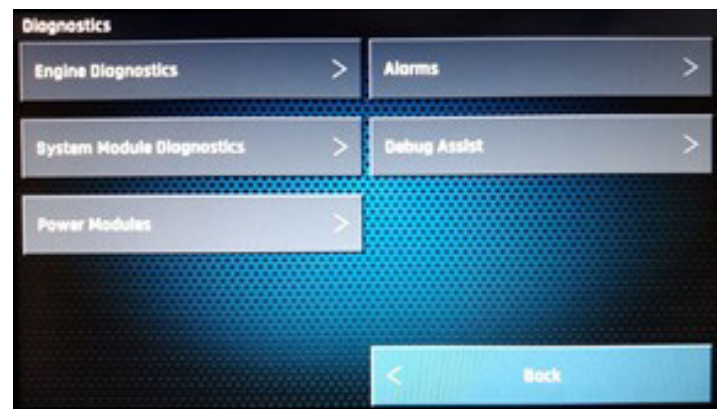 Diagnostics
Engine Diagnostics
Alarms
System Module Diagnostics
Debug Assist
Power Modules
Back